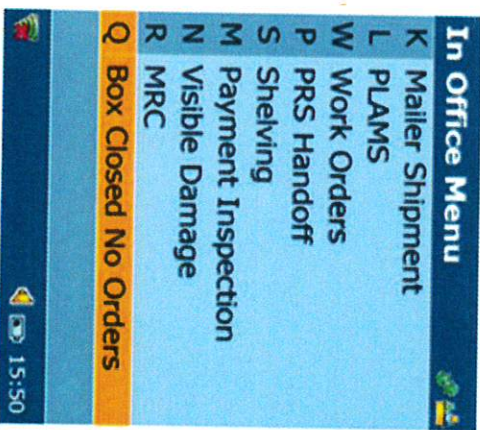 In Office Menu
K Mailer Shipment
L PLAMS
W Work Orders
P PRS Handoff
S Shelving
M Payment Inspection
N Visible Damage
R MRC
Q Box Closed No Orders
15:50